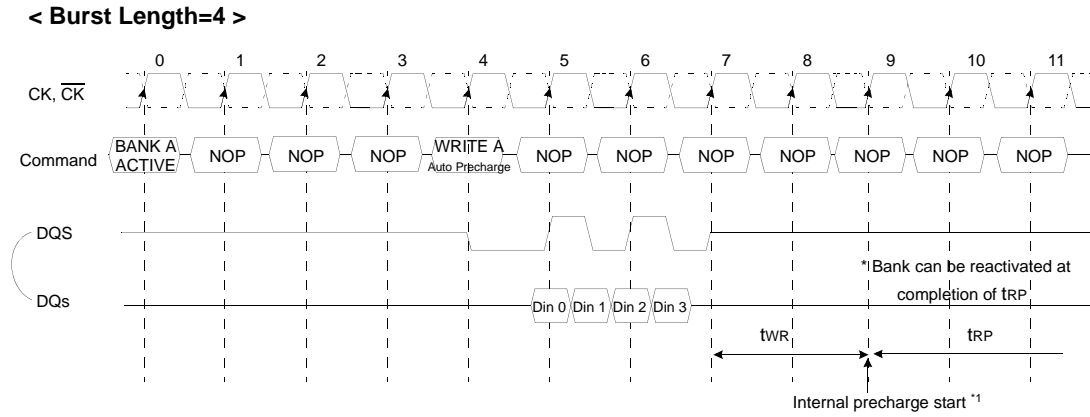 < Burst Length=4 >
0 1 2 3 4 5 6 7 8 9 10 11
CK, CK
Command BANK A ACTIVE NOP NOP NOP WRITE A Auto Precharge NOP NOP NOP NOP NOP NOP NOP
DQS
* Bank can be reactivated at
completion of tRP
DQs Din 0 Din 1 Din 2 Din 3
tWR tRP
Internal precharge start *1